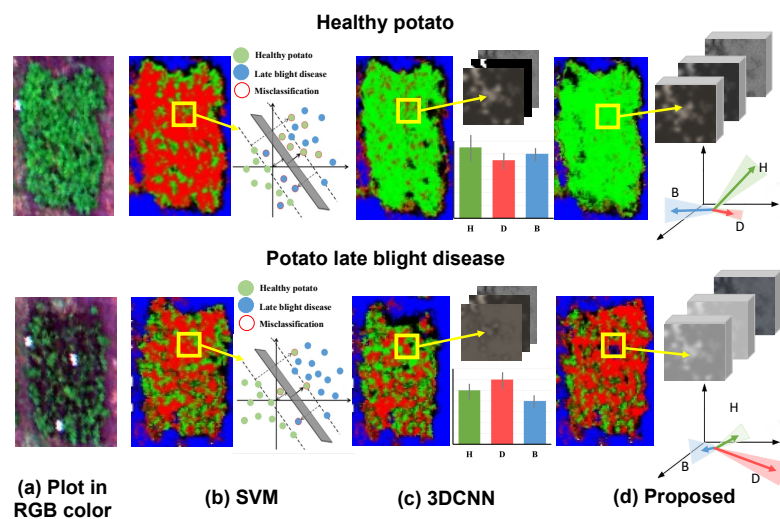 Healthy potato
Healthy potato
Late blight disease
Misclassification
H
D
B
B
H
D
Potato late blight disease
Healthy potato
Late blight disease
Misclassification
H
D
B
H
B
D
(a) Plot in
RGB color
(b) SVM
(c) 3DCNN
(d) Proposed